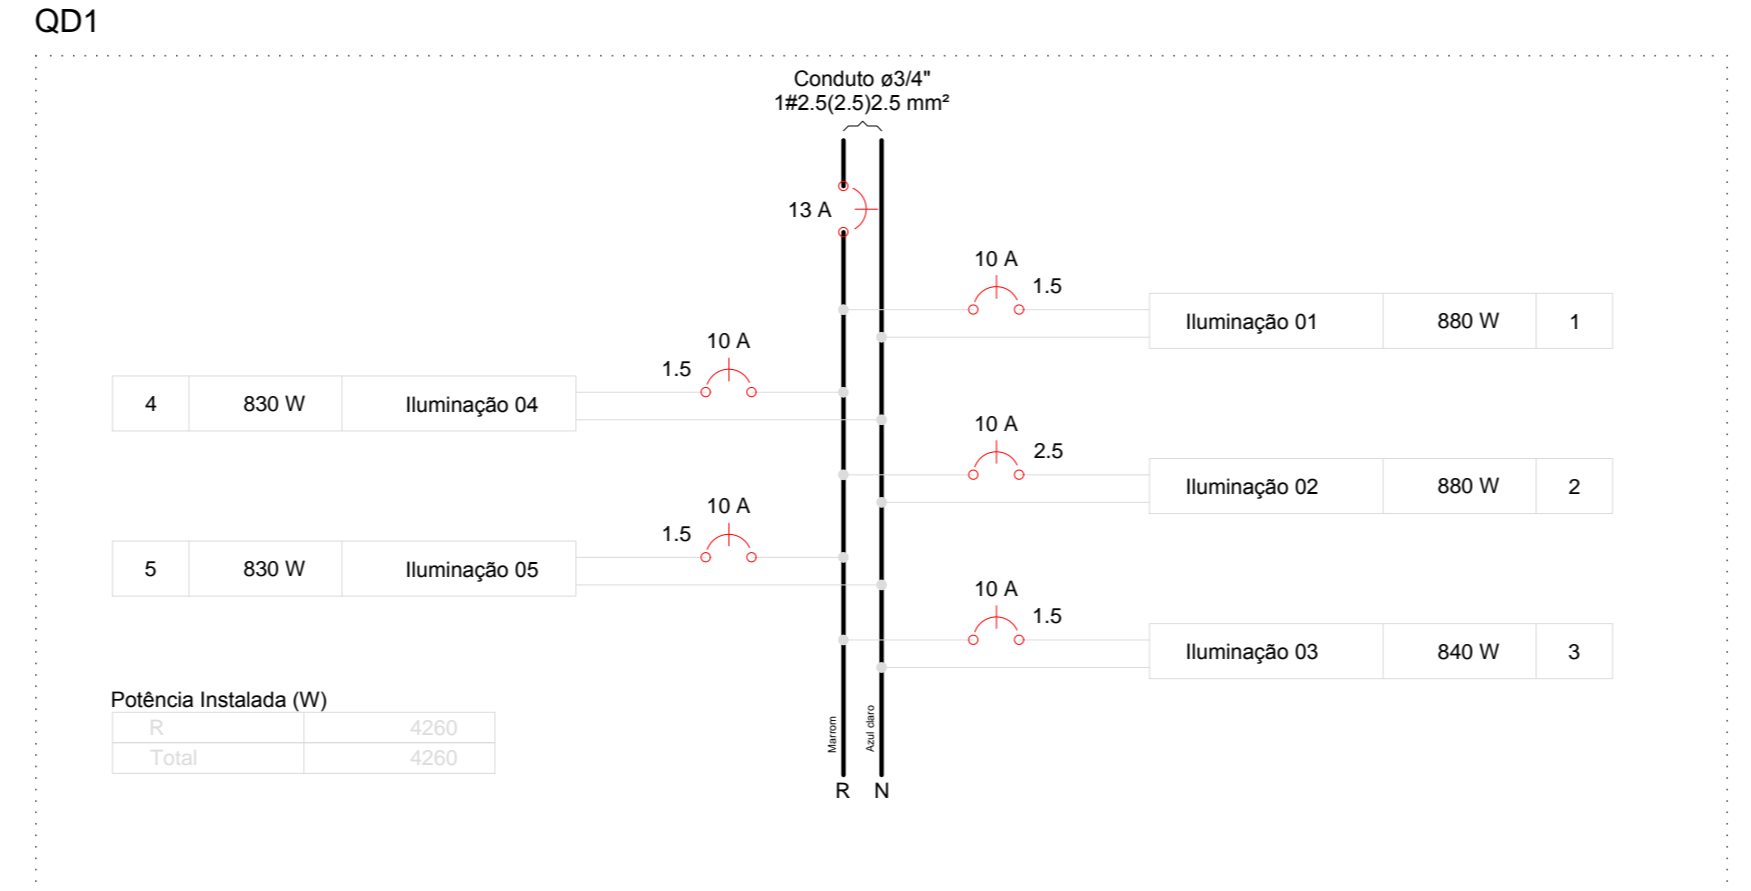 QD1
Conduto ø3/4"
1#2.5(2.5)2.5 mm²
13 A
10 A
1.5
Iluminação 01 880 W 1
10 A
1.5
4 830 W Iluminação 04
10 A
2.5
Iluminação 02 880 W 2
10 A
1.5
5 830 W Iluminação 05
10 A
1.5
Iluminação 03 840 W 3
Potência Instalada (W)
R 4260
Total 4260
Marrom
Azul claro
R N